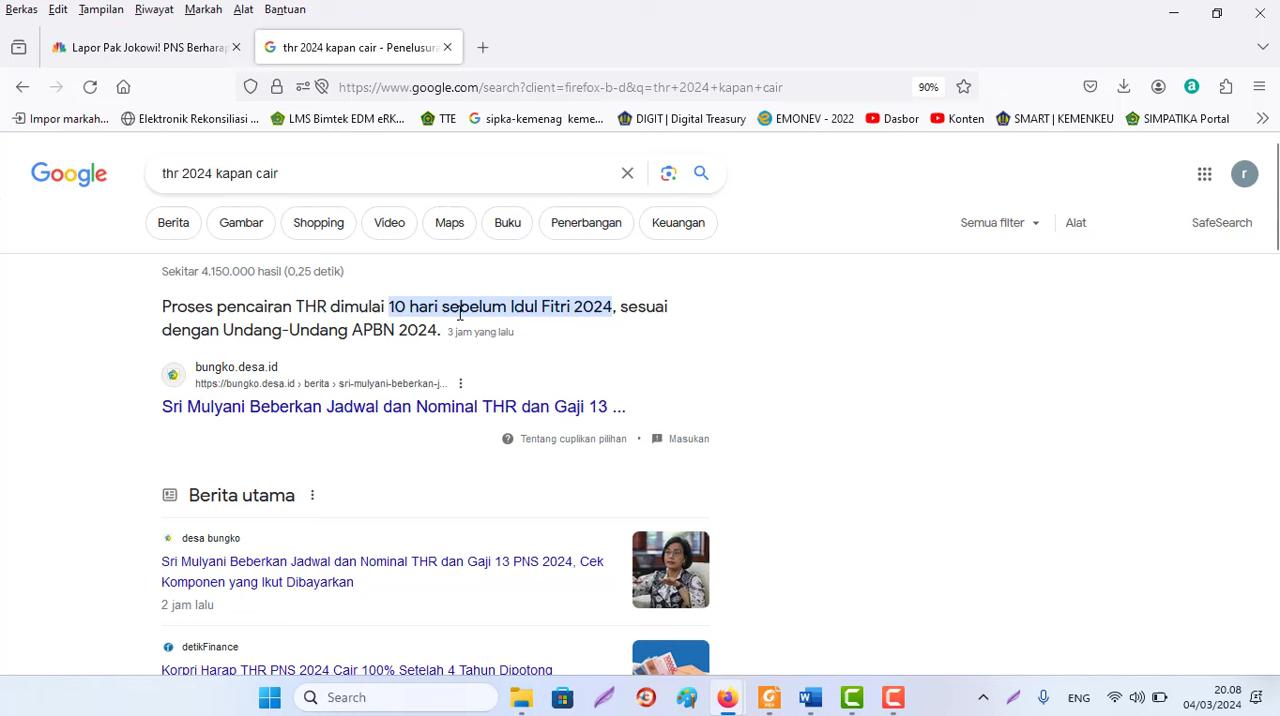 Berkas Edit Tampilan Riwayat Markah Alat Bantuan
Lapor Pak Jokowi! PNS Berharap
thr 2024 kapan cair - Penelusura
https://www.google.com/search?client=firefox-b-d&q=thr+2024+kapan+cair
90%
Impor markah...
Elektronik Rekonsiliasi ...
LMS Bimtek EDM eRK...
TTE
sipka-kemenag keme...
DIGIT | Digital Treasury
EMONEV - 2022
Dasbor
Konten
SMART | KEMENKEU
SIMPATIKA Portal
Google
thr 2024 kapan cair
r
Berita
Gambar
Shopping
Video
Maps
Buku
Penerbangan
Keuangan
Semua filter
Alat
SafeSearch
Sekitar 4.150.000 hasil (0,25 detik)
Proses pencairan THR dimulai 10 hari sebelum Idul Fitri 2024, sesuai
dengan Undang-Undang APBN 2024. 3 jam yang lalu
bungko.desa.id
https://bungko.desa.id › berita › sri-mulyani-beberkan-j...
Sri Mulyani Beberkan Jadwal dan Nominal THR dan Gaji 13 ...
Tentang cuplikan pilihan • Masukan
Berita utama
desa bungko
Sri Mulyani Beberkan Jadwal dan Nominal THR dan Gaji 13 PNS 2024, Cek
Komponen yang Ikut Dibayarkan
2 jam lalu
detikFinance
Korpri Harap THR PNS 2024 Cair 100% Setelah 4 Tahun Dipotong
Search
ENG
20.08
04/03/2024